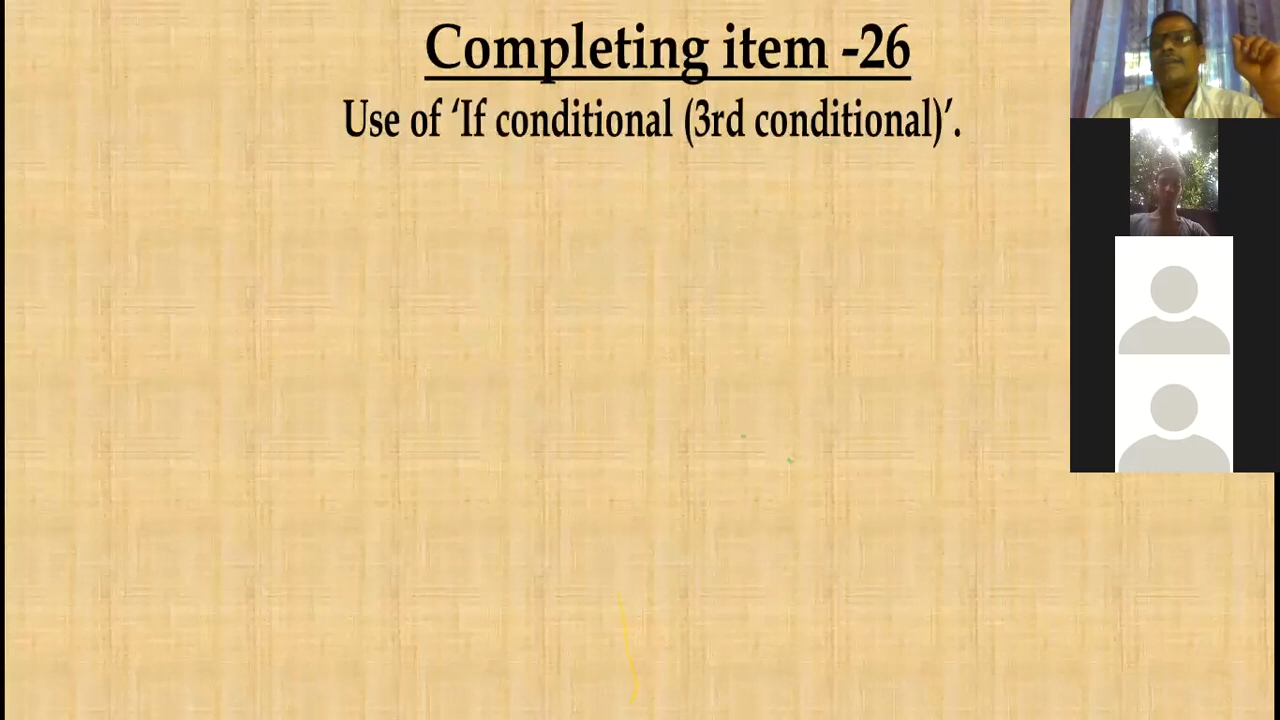 Completing item -26
Use of ‘If conditional (3rd conditional)’.